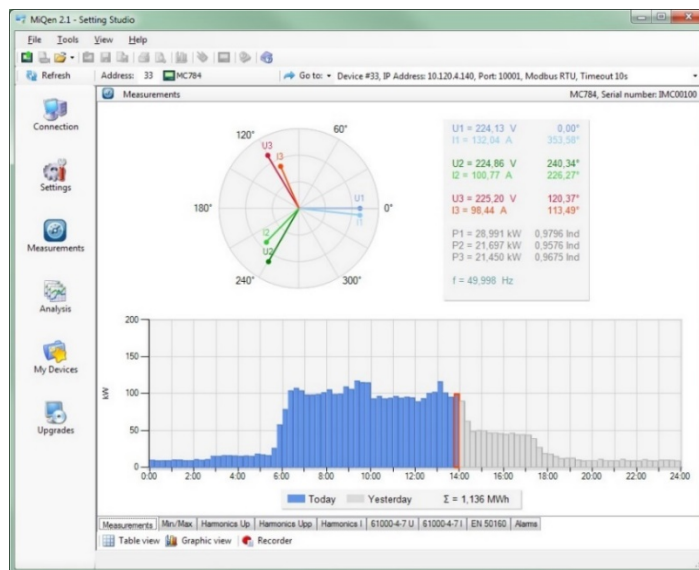 MiQen 2.1 - Setting Studio
File Tools View Help
Refresh Address: 33 MC784 Go to: Device #33, IP Address: 10.120.4.140, Port: 10001, Modbus RTU, Timeout 10s
Measurements MC784, Serial number: IMC00100
Connection
Settings
Measurements
Analysis
My Devices
Upgrades
120° 60°
U3 I3
180° U1 0°
I1
I2
U2
240° 300°
U1 = 224,13 V 0,00°
I1 = 132,04 A 353,58°
U2 = 224,86 V 240,34°
I2 = 100,77 A 226,27°
U3 = 225,20 V 120,37°
I3 = 98,44 A 113,49°
P1 = 28,991 kW 0,9796 Ind
P2 = 21,697 kW 0,9576 Ind
P3 = 21,450 kW 0,9675 Ind
f = 49,998 Hz
200
150
100
50
0
kW
0:00 2:00 4:00 6:00 8:00 10:00 12:00 14:00 16:00 18:00 20:00 22:00 24:00
Today Yesterday Σ = 1,136 MWh
Measurements Min/Max Harmonics Up Harmonics Upp Harmonics I 61000-4-7 U 61000-4-7 I EN 50160 Alarms
Table view Graphic view Recorder